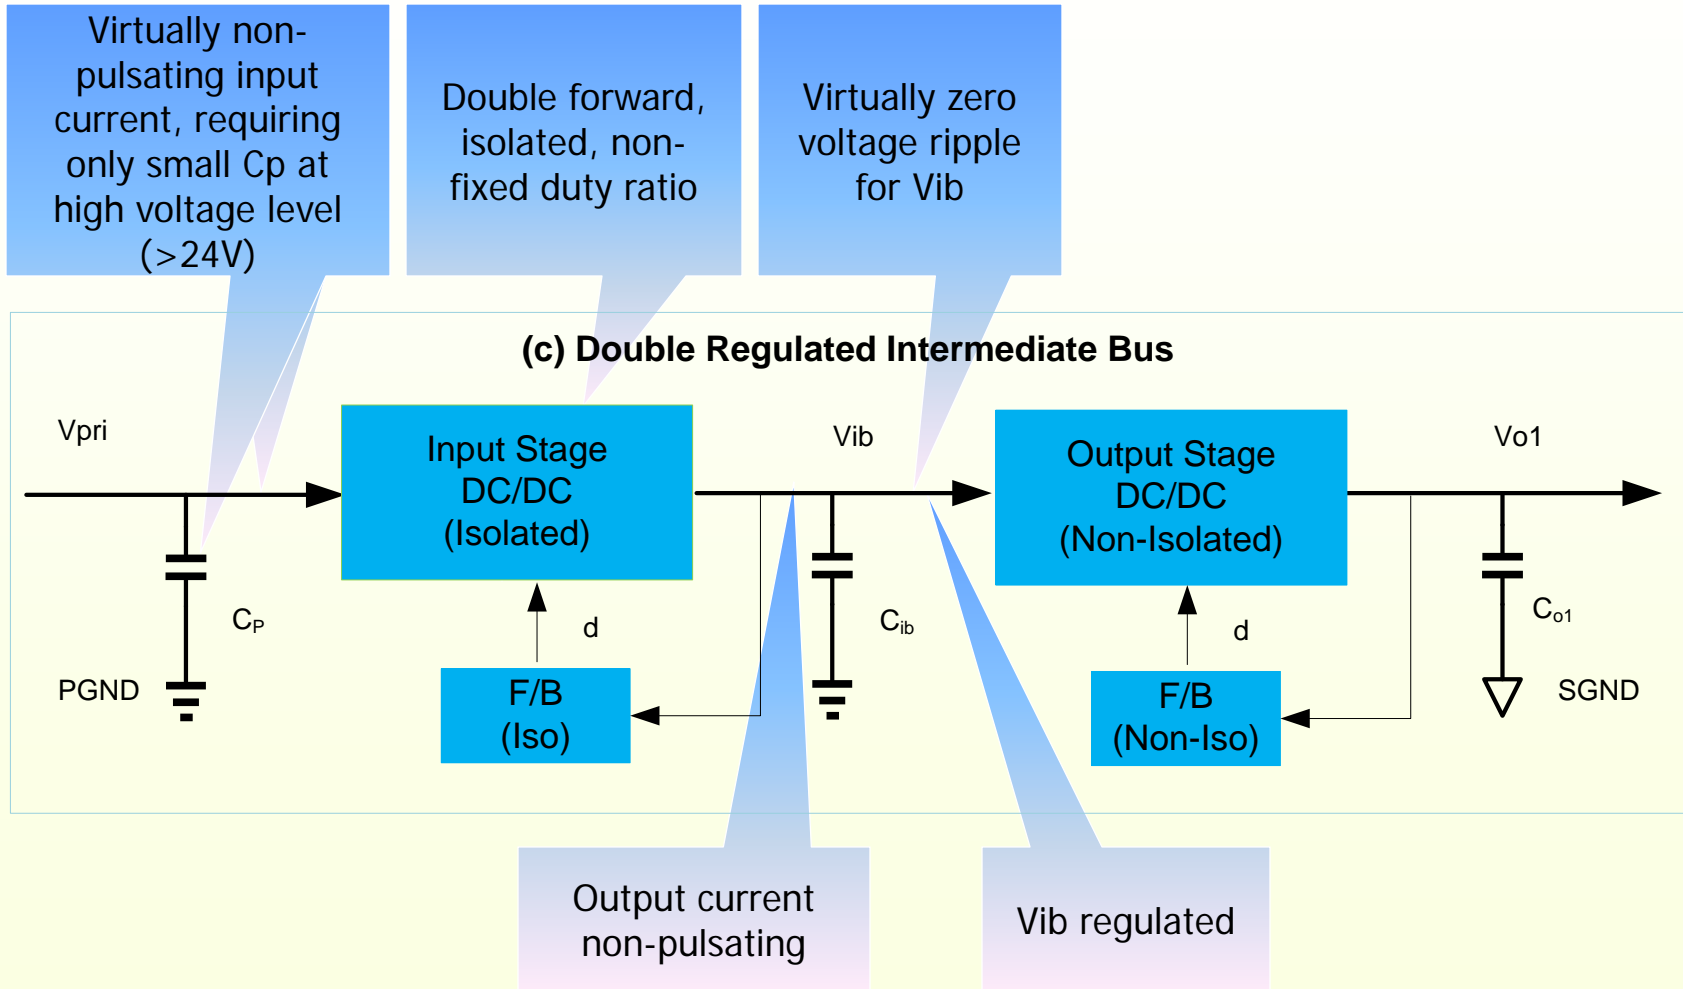 Virtually non-
pulsating input
current, requiring
only small Cp at
high voltage level
(>24V)
Double forward,
isolated, non-
fixed duty ratio
Virtually zero
voltage ripple
for Vib
(c) Double Regulated Intermediate Bus
Vpri
Input Stage
DC/DC
(Isolated)
Vib
Output Stage
DC/DC
(Non-Isolated)
Vo1
CP
d
Cib
d
Co1
PGND
F/B
(Iso)
F/B
(Non-Iso)
SGND
Output current
non-pulsating
Vib regulated